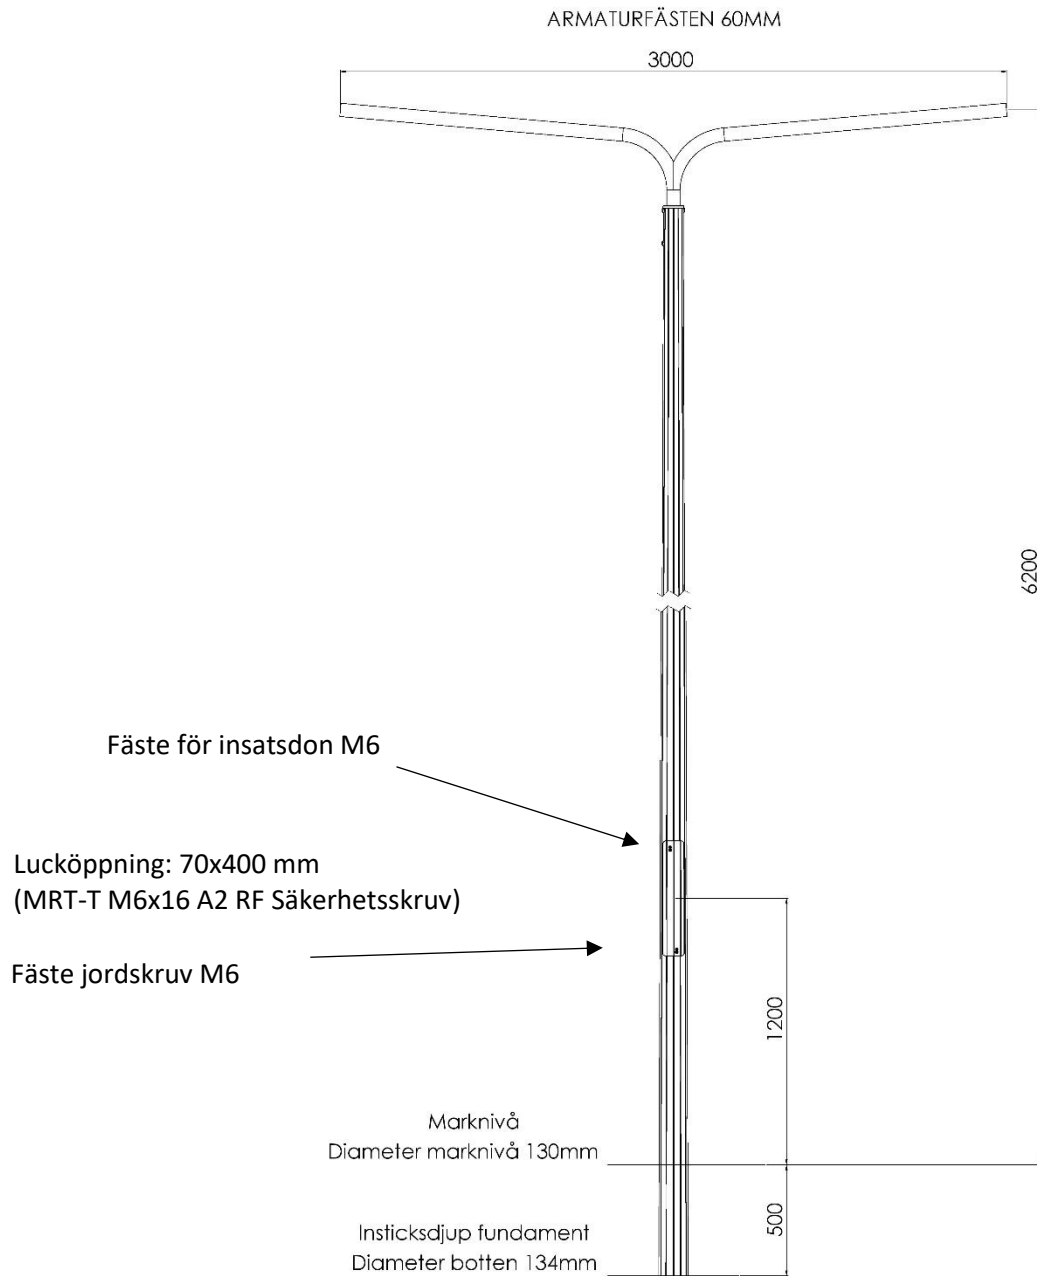 ARMATURFÄSTEN 60MM
3000
6200
Fäste för insatsdon M6
Lucköppning: 70x400 mm
(MRT-T M6x16 A2 RF Säkerhetsskruv)
Fäste jordskruv M6
1200
Marknivå
Diameter marknivå 130mm
500
Insticksdjup fundament
Diameter botten 134mm